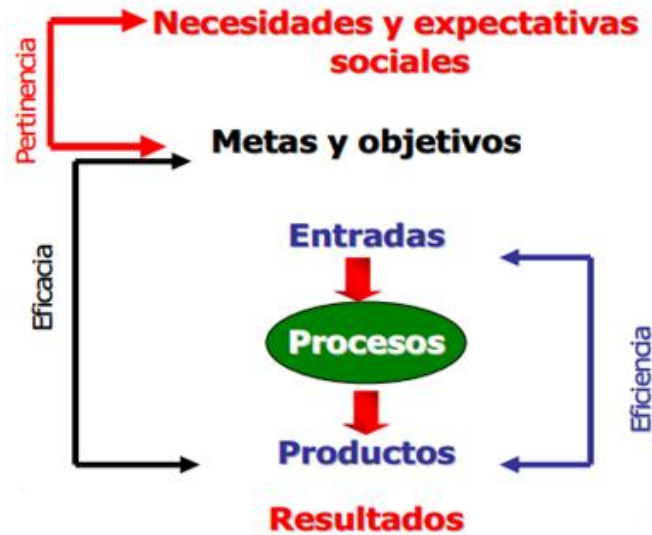 Necesidades y expectativas
sociales
Pertinencia
Metas y objetivos
Eficacia
Entradas
Procesos
Eficiencia
Productos
Resultados